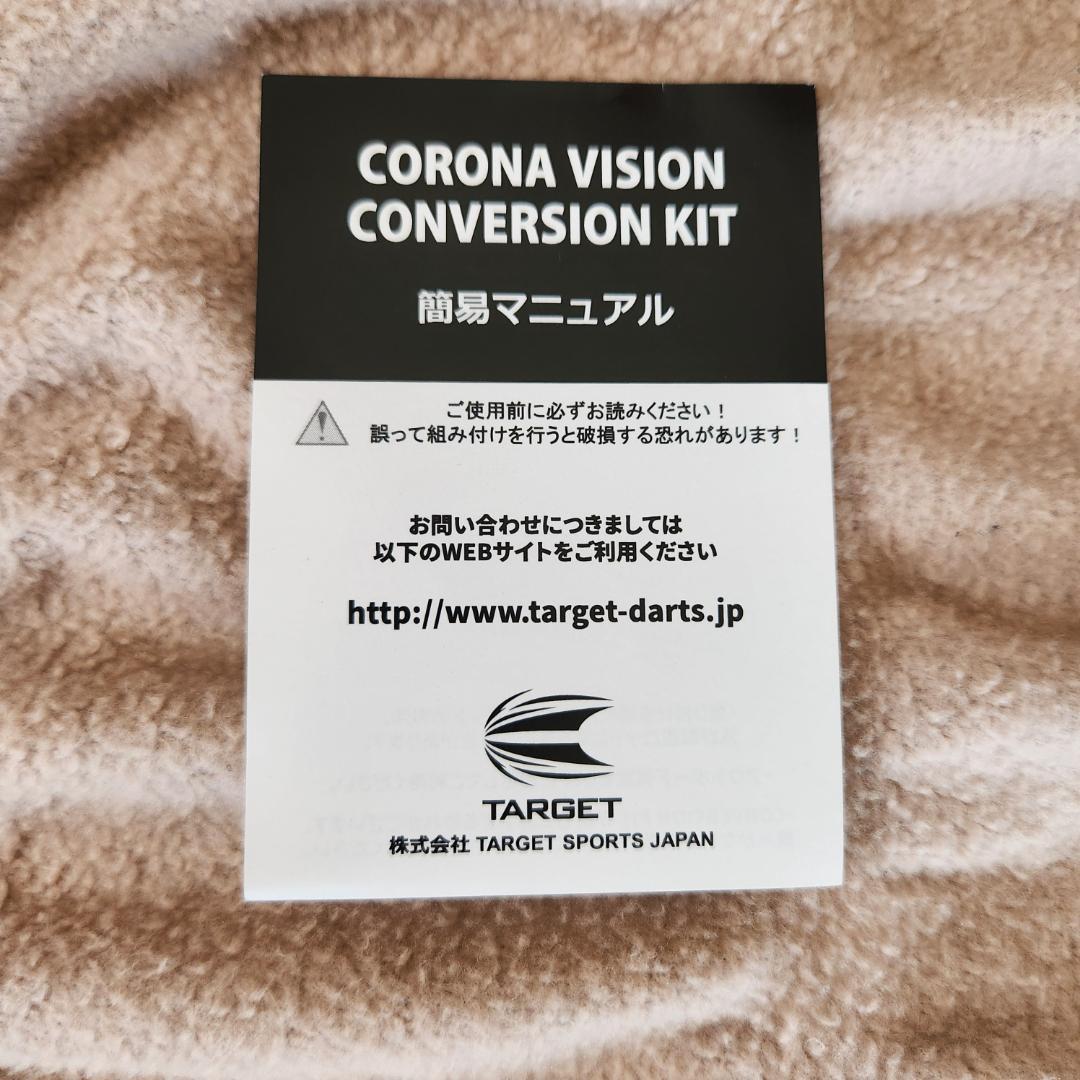 CORONA VISION
CONVERSION KIT
簡易マニュアル
ご使用前に必ずお読みください！
誤って組み付けを行うと破損する恐れがあります！
お問い合わせにつきましては
以下のWEBサイトをご利用ください
http://www.target-darts.jp
TARGET
株式会社 TARGET SPORTS JAPAN